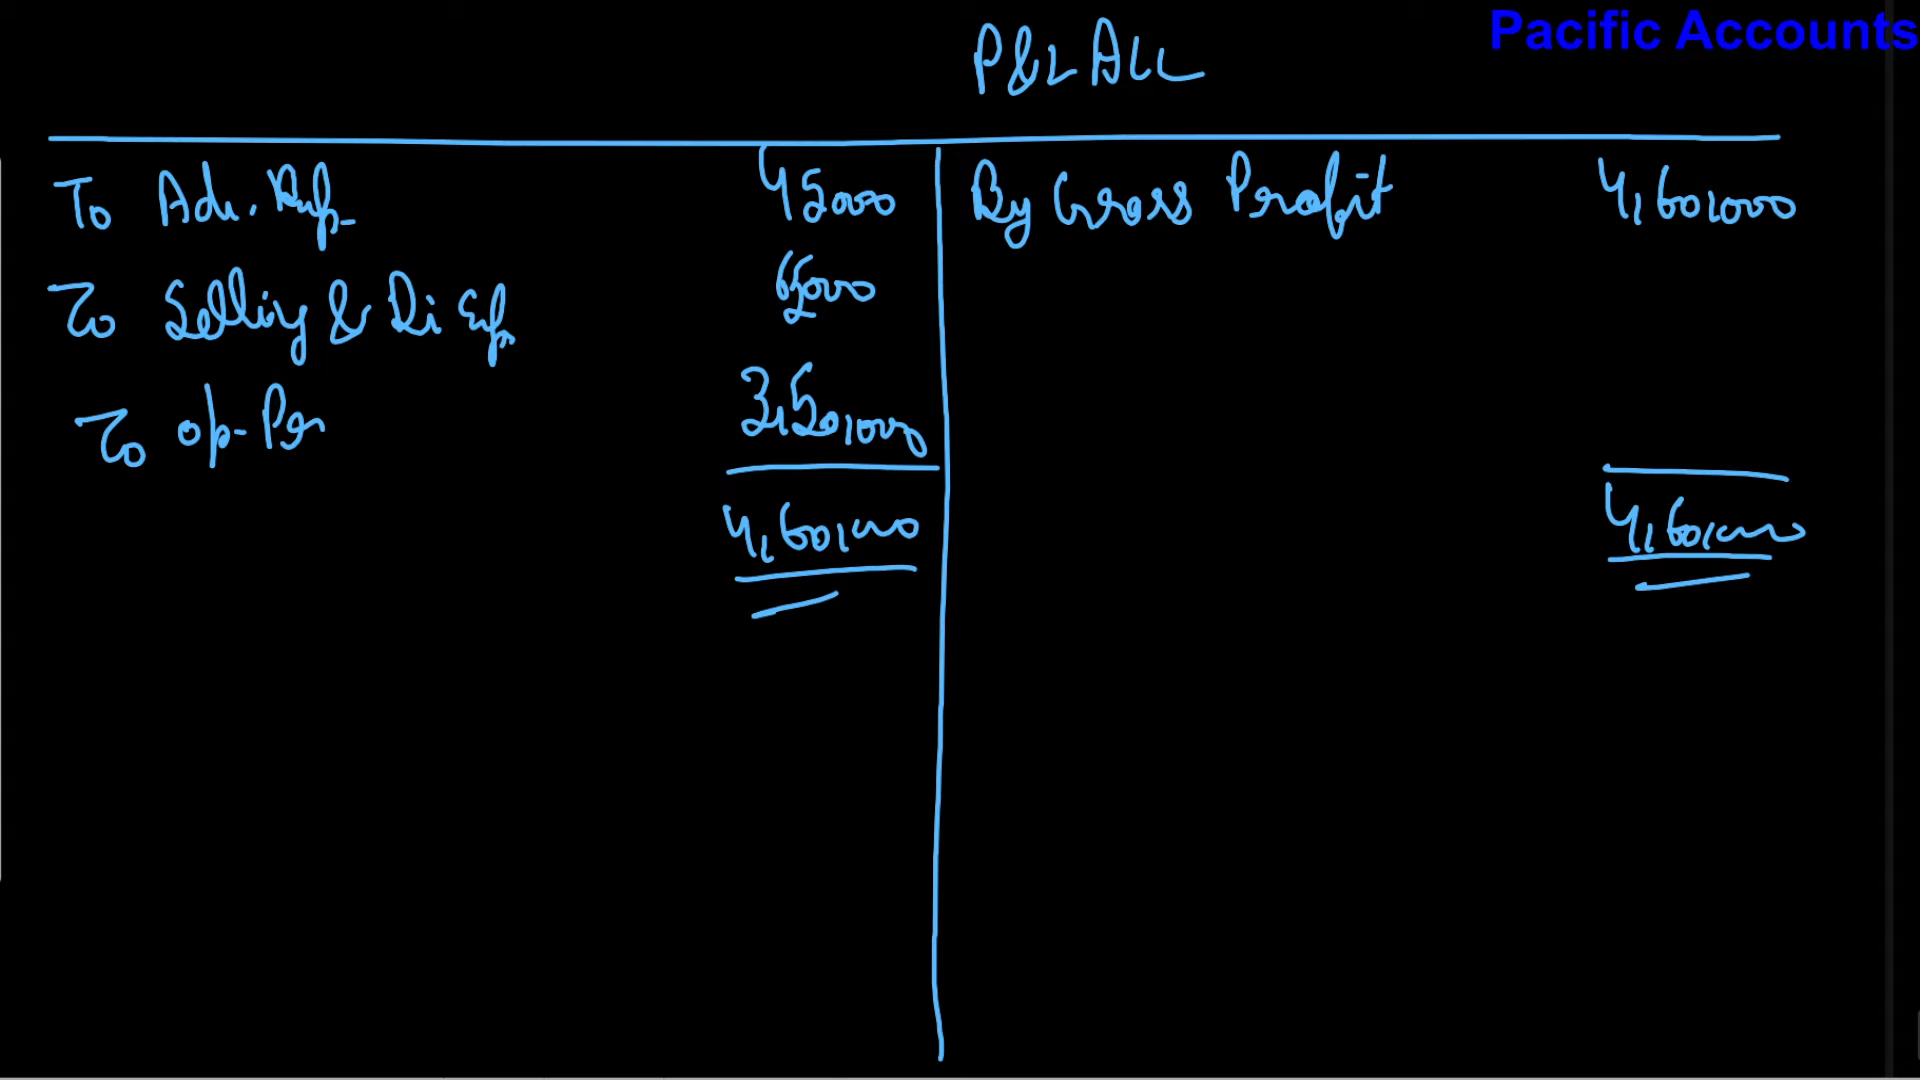 Pacific Accounts
P&L A/c
To Adm. Exp. 45000 By Gross Profit 4,60,000
To Selling & Di Exp 65000
To op. Pr 3,50,000
4,60,000 4,60,000